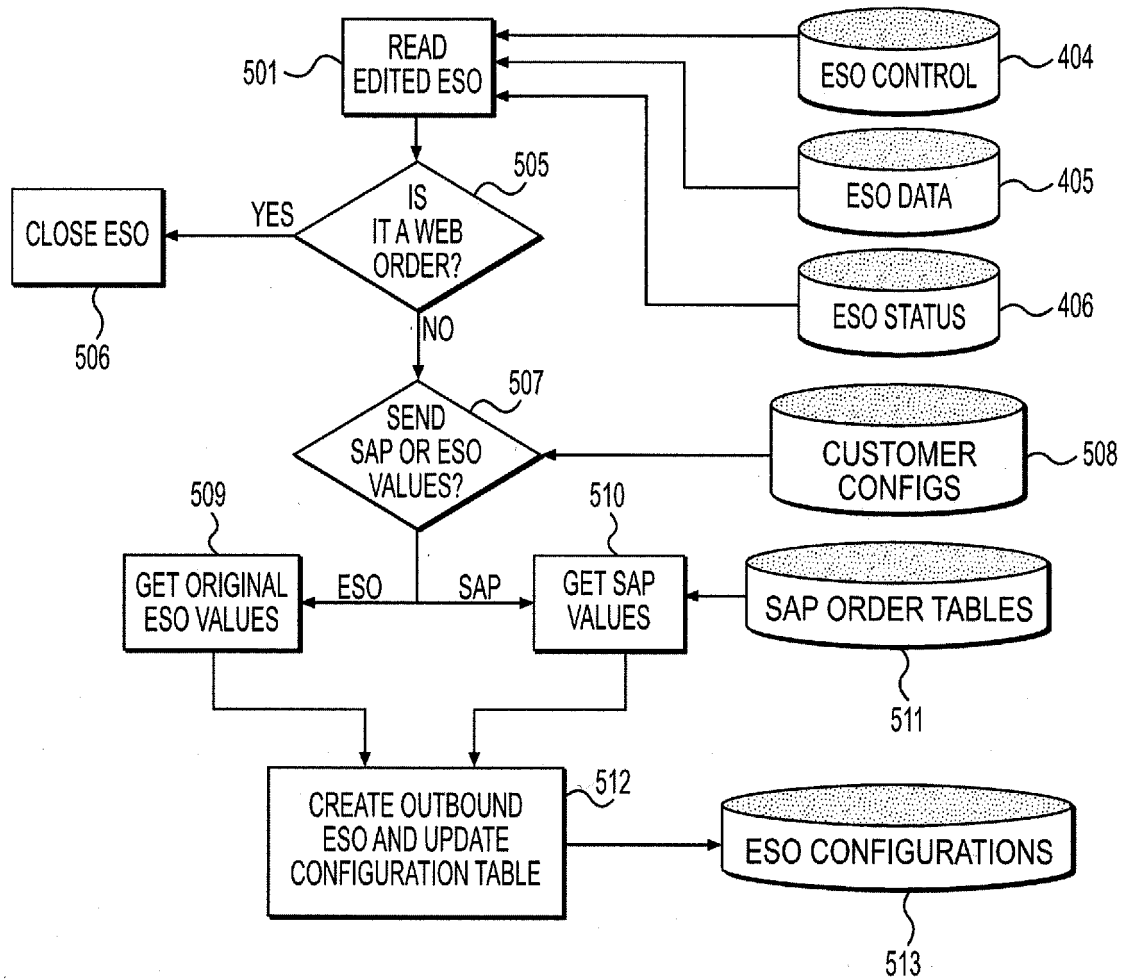 READ
EDITED ESO
501
ESO CONTROL
404
ESO DATA
405
ESO STATUS
406
IS
IT A WEB
ORDER?
505
YES
CLOSE ESO
506
NO
SEND
SAP OR ESO
VALUES?
507
CUSTOMER
CONFIGS
508
509
GET ORIGINAL
ESO VALUES
ESO
SAP
510
GET SAP
VALUES
SAP ORDER TABLES
511
CREATE OUTBOUND
ESO AND UPDATE
CONFIGURATION TABLE
512
ESO CONFIGURATIONS
513